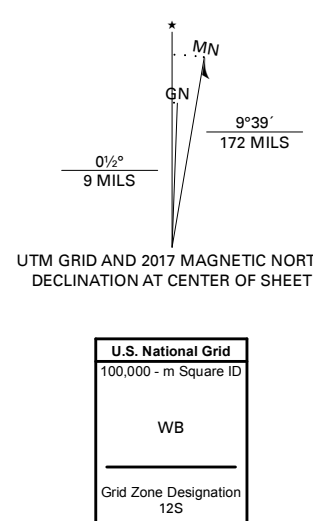 ★
MN
GN
9°39´
172 MILS
0½°
9 MILS
UTM GRID AND 2017 MAGNETIC NORT
DECLINATION AT CENTER OF SHEET
U.S. National Grid
100,000 - m Square ID
WB
Grid Zone Designation
12S